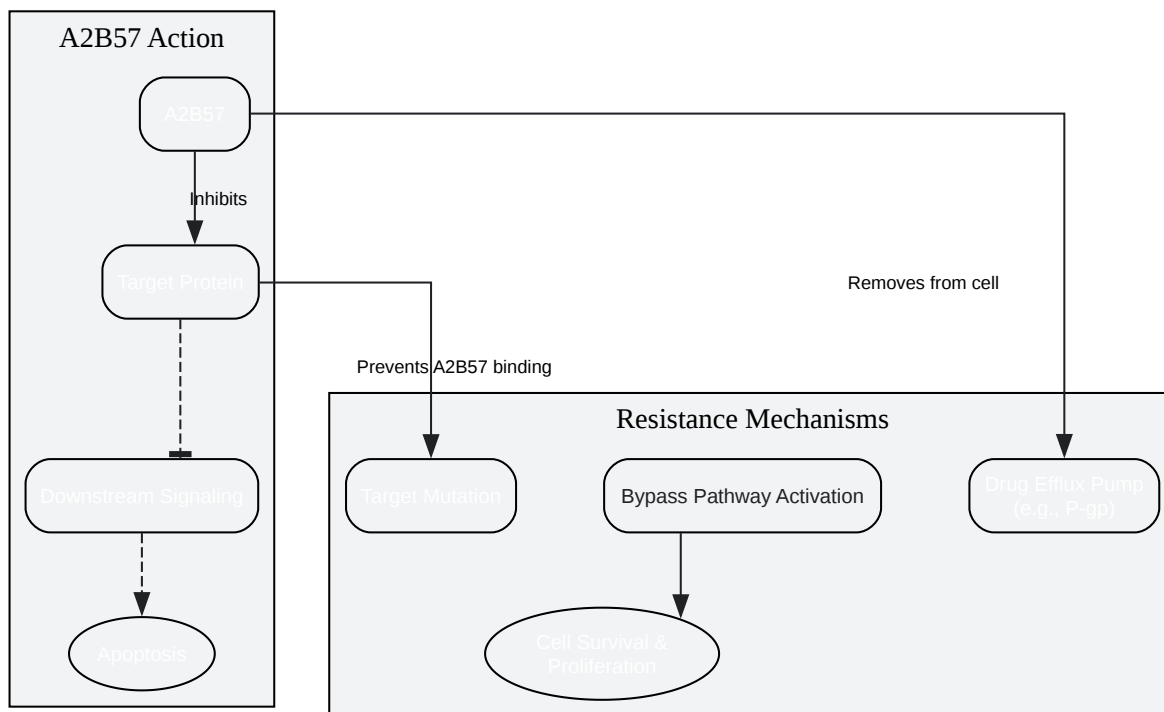 A2B57 Action
A2B57
Inhibits
Target Protein
Removes from cell
Prevents A2B57 binding
Resistance Mechanisms
Downstream Signaling
Target Mutation
Bypass Pathway Activation
Drug Efflux Pump
(e.g., P-gp)
Apoptosis
Cell Survival &
Proliferation